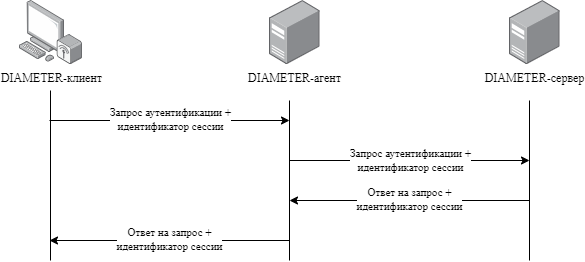 DIAMETER-клиент
DIAMETER-агент
DIAMETER-сервер
Запрос аутентификации +
идентификатор сессии
Запрос аутентификации +
идентификатор сессии
Ответ на запрос +
идентификатор сессии
Ответ на запрос +
идентификатор сессии